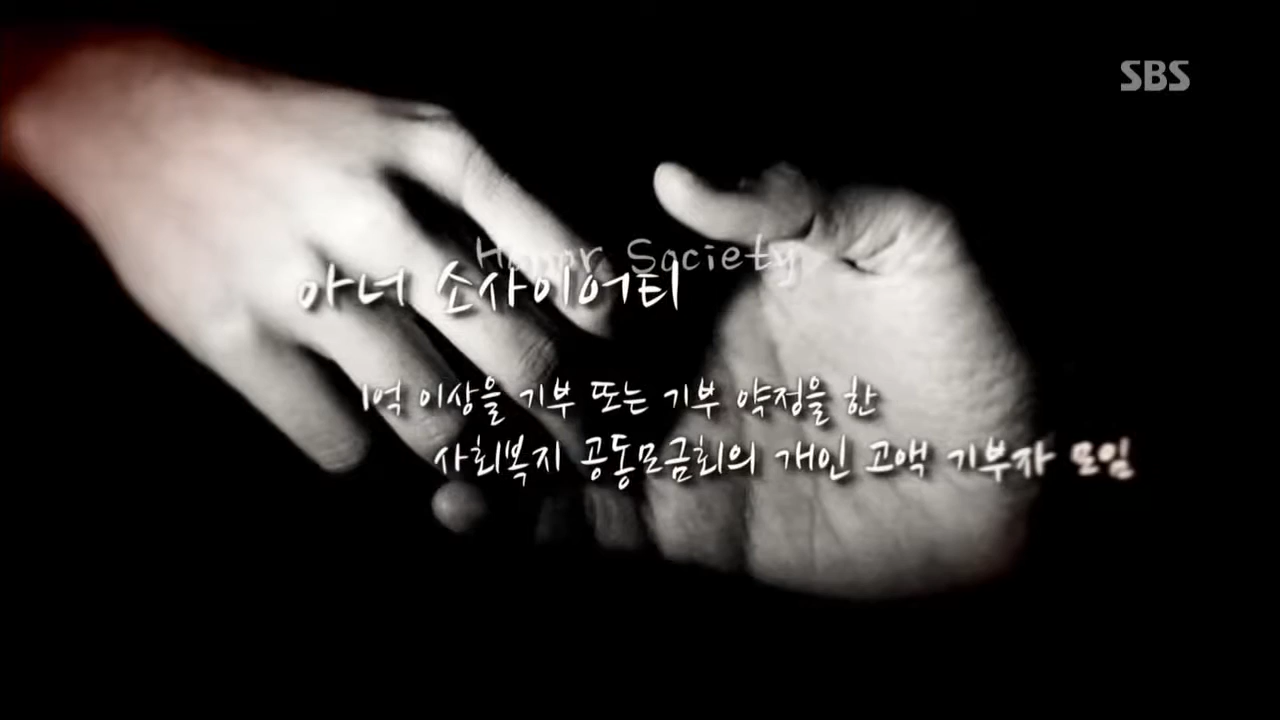 SBS
Honor Society
아너 소사이어티
1억 이상을 기부 또는 기부 약정을 한
사회복지 공동모금회의 개인 고액 기부자 모임